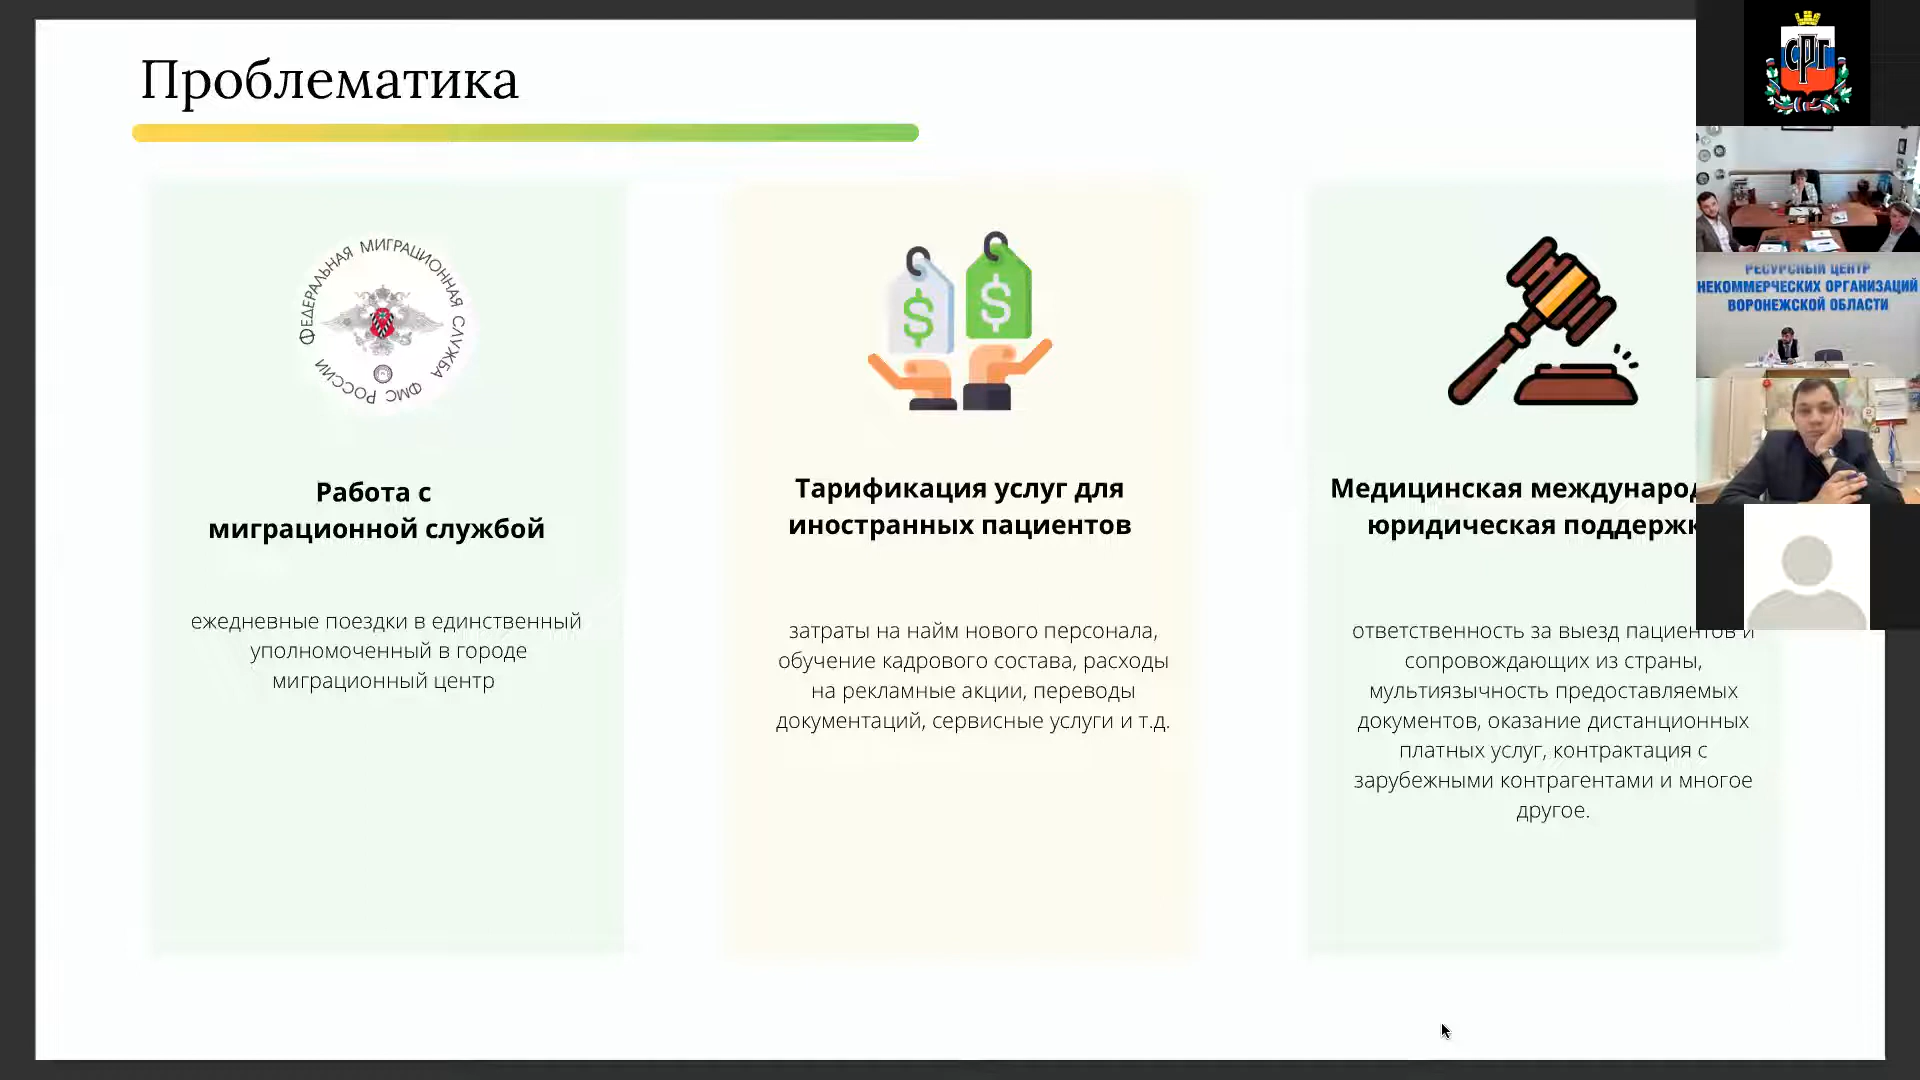 Проблематика
ФЕДЕРАЛЬНАЯ МИГРАЦИОННАЯ СЛУЖБА
ФМС РОССИИ
Работа с
миграционной службой
ежедневные поездки в единственный
уполномоченный в городе
миграционный центр
$ $
Тарификация услуг для
иностранных пациентов
затраты на найм нового персонала,
обучение кадрового состава, расходы
на рекламные акции, переводы
документаций, сервисные услуги и т.д.
Медицинская
юридическая
ответственность за выезд пациентов и
сопровождающих из страны,
мультиязычность предоставляемых
документов, оказание дистанционных
платных услуг, контрактация с
зарубежными контрагентами и многое
другое.
СРГ
РЕСУРСНЫЙ ЦЕНТР
НЕКОММЕРЧЕСКИХ ОРГАНИЗАЦИЙ
ВОРОНЕЖСКОЙ ОБЛАСТИ